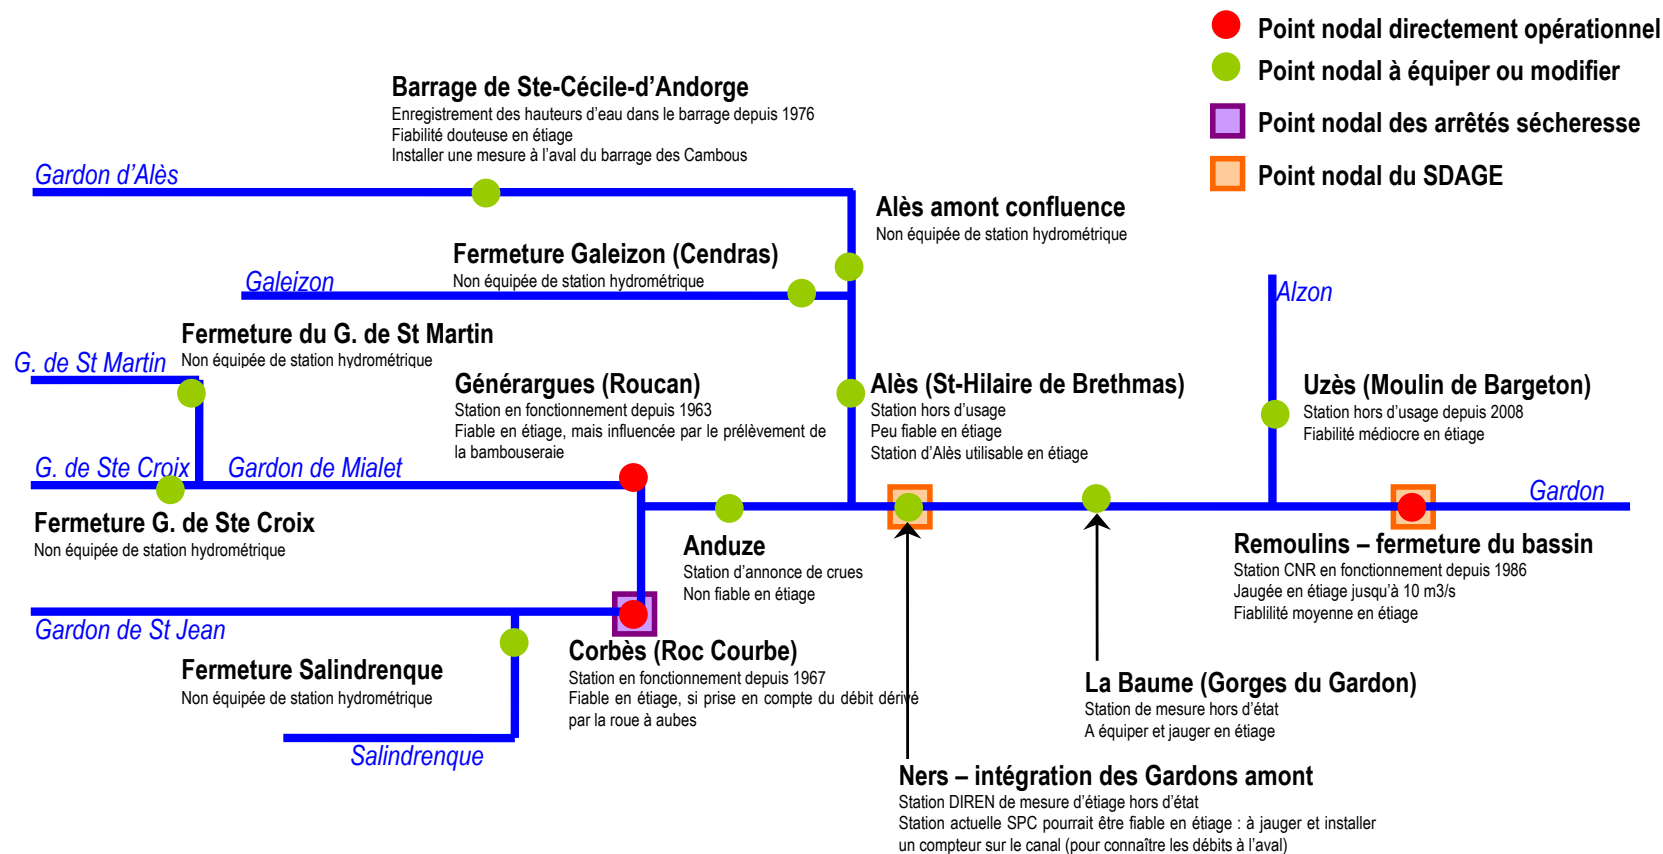 Point nodal directement opérationnel
Point nodal à équiper ou modifier
Point nodal des arrêtés sécheresse
Point nodal du SDAGE
Barrage de Ste-Cécile-d'Andorge
Enregistrement des hauteurs d'eau dans le barrage depuis 1976
Fiabilité douteuse en étiage
Installer une mesure à l'aval du barrage des Cambous
Gardon d'Alès
Alès amont confluence
Non équipée de station hydrométrique
Fermeture Galeizon (Cendras)
Non équipée de station hydrométrique
Galeizon
Alzon
Fermeture du G. de St Martin
Non équipée de station hydrométrique
G. de St Martin
Générargues (Roucan)
Station en fonctionnement depuis 1963
Fiable en étiage, mais influencée par le prélèvement de
la bambouseraie
Alès (St-Hilaire de Brethmas)
Station hors d'usage
Peu fiable en étiage
Station d'Alès utilisable en étiage
Uzès (Moulin de Bargeton)
Station hors d'usage depuis 2008
Fiabilité médiocre en étiage
G. de Ste Croix
Gardon de Mialet
Gardon
Fermeture G. de Ste Croix
Non équipée de station hydrométrique
Anduze
Station d'annonce de crues
Non fiable en étiage
Remoulins – fermeture du bassin
Station CNR en fonctionnement depuis 1986
Jaugée en étiage jusqu'à 10 m3/s
Fiablilité moyenne en étiage
Gardon de St Jean
Fermeture Salindrenque
Non équipée de station hydrométrique
Corbès (Roc Courbe)
Station en fonctionnement depuis 1967
Fiable en étiage, si prise en compte du débit dérivé
par la roue à aubes
La Baume (Gorges du Gardon)
Station de mesure hors d'état
A équiper et jauger en étiage
Salindrenque
Ners – intégration des Gardons amont
Station DIREN de mesure d'étiage hors d'état
Station actuelle SPC pourrait être fiable en étiage : à jauger et installer
un compteur sur le canal (pour connaître les débits à l'aval)